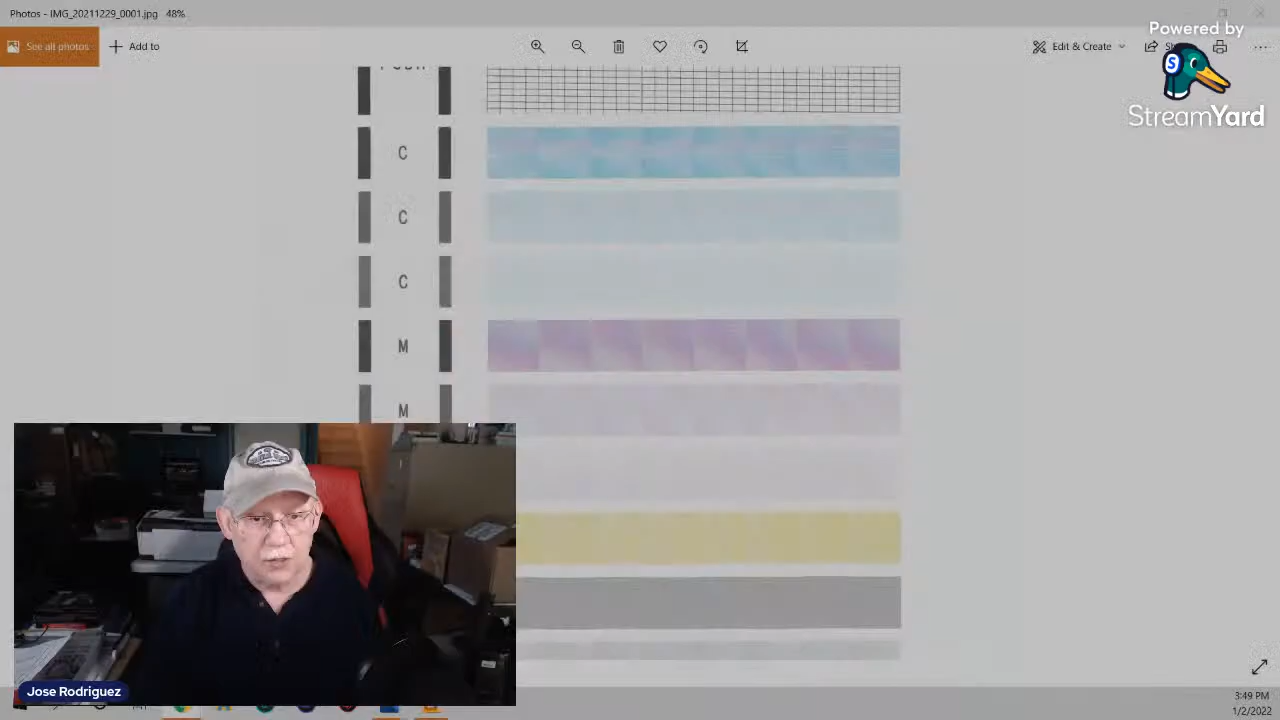 Photos - IMG_20211229_0001.jpg 48%
Powered by
StreamYard
See all photos
Add to
Edit & Create
C
C
C
M
M
Jose Rodriguez
3:49 PM
1/2/2022